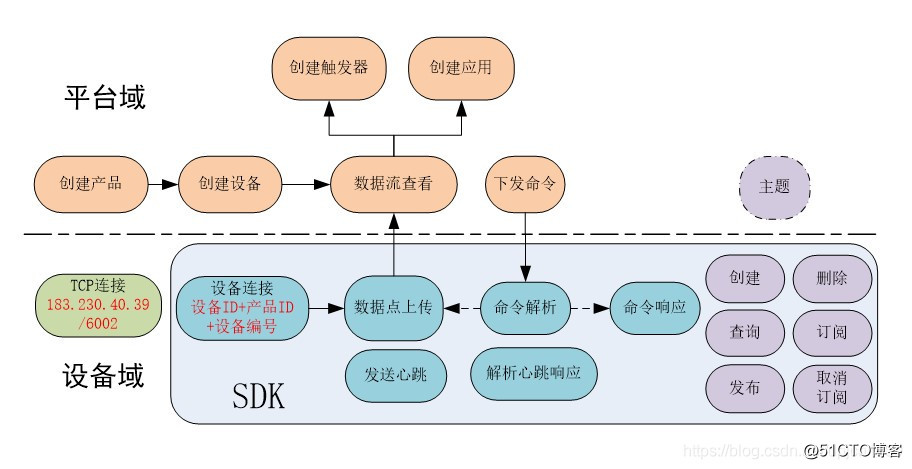 创建触发器
创建应用
平台域
创建产品
创建设备
数据流查看
下发命令
主题
TCP连接
183.230.40.39
/6002
设备连接
设备ID+产品ID
+设备编号
数据点上传
命令解析
命令响应
创建
删除
查询
订阅
发送心跳
解析心跳响应
发布
取消
订阅
设备域
SDK
https://blog.csdn.
@51CTO博客